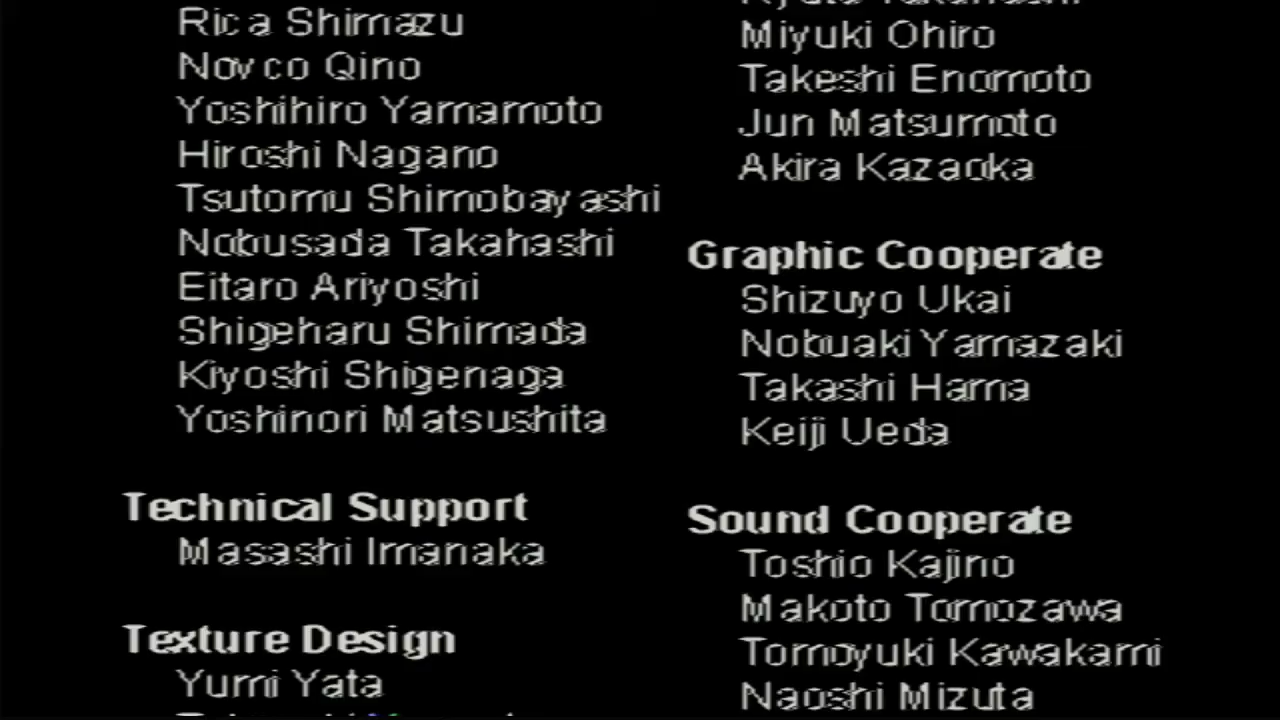 Rica Shimazu
Novco Qino
Yoshihiro Yamamoto
Hiroshi Nagano
Tsutomu Shimobayashi
Nobusada Takahashi
Eitaro Ariyoshi
Shigeharu Shimada
Kiyoshi Shigenaga
Yoshinori Matsushita
Technical Support
Masashi Imanaka
Texture Design
Yumi Yata
Miyuki Ohiro
Takeshi Enomoto
Jun Matsumoto
Akira Kazaoka
Graphic Cooperate
Shizuyo Ukai
Nobuaki Yamazaki
Takashi Hama
Keiji Ueda
Sound Cooperate
Toshio Kajino
Makoto Tomozawa
Tomoyuki Kawakami
Naoshi Mizuta